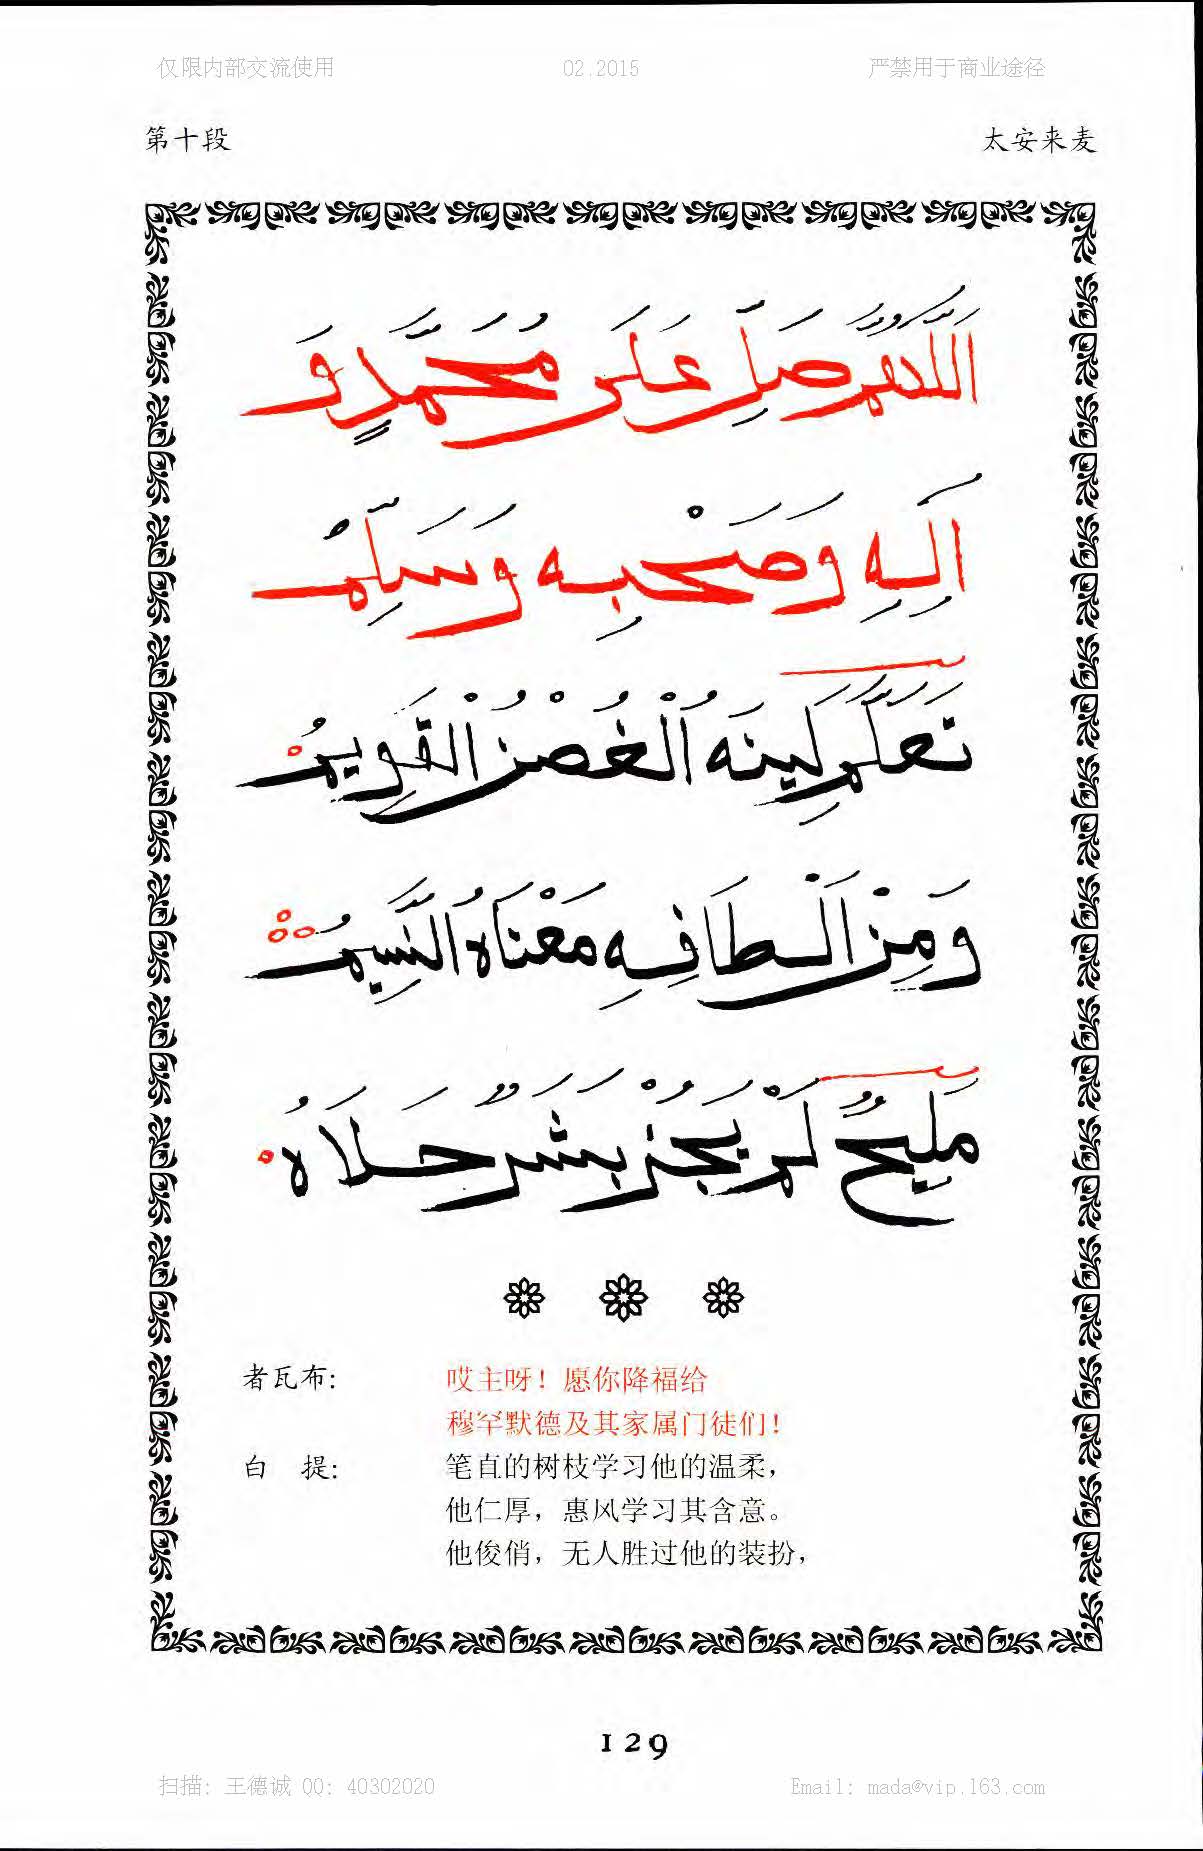 仅限内部交流使用 02.2015 严禁用于商业途径
第十段 太安来麦
اَللّٰهُمَّ صَلِّ عَلَى مُحَمَّدٍ وَ
اٰلِهِ وَصَحْبِهِ وَسَلِّمْ
تَعَلَّمَ لِينَهُ الْغُصْنُ الْقَوِيمُ
وَمِنْ اَلْطَافِهِ مَعْنَاهُ النَّسِيمُ
مَلِيحٌ لَمْ يَحُزْ بَشَرٌ حَلَاهُ
者瓦布： 哎主呀！愿你降福给
穆罕默德及其家属门徒们！
白 提： 笔直的树枝学习他的温柔，
他仁厚，惠风学习其含意。
他俊俏，无人胜过他的装扮，
129
扫描：王德诚 QQ：40302020 Email：mada@vip.163.com